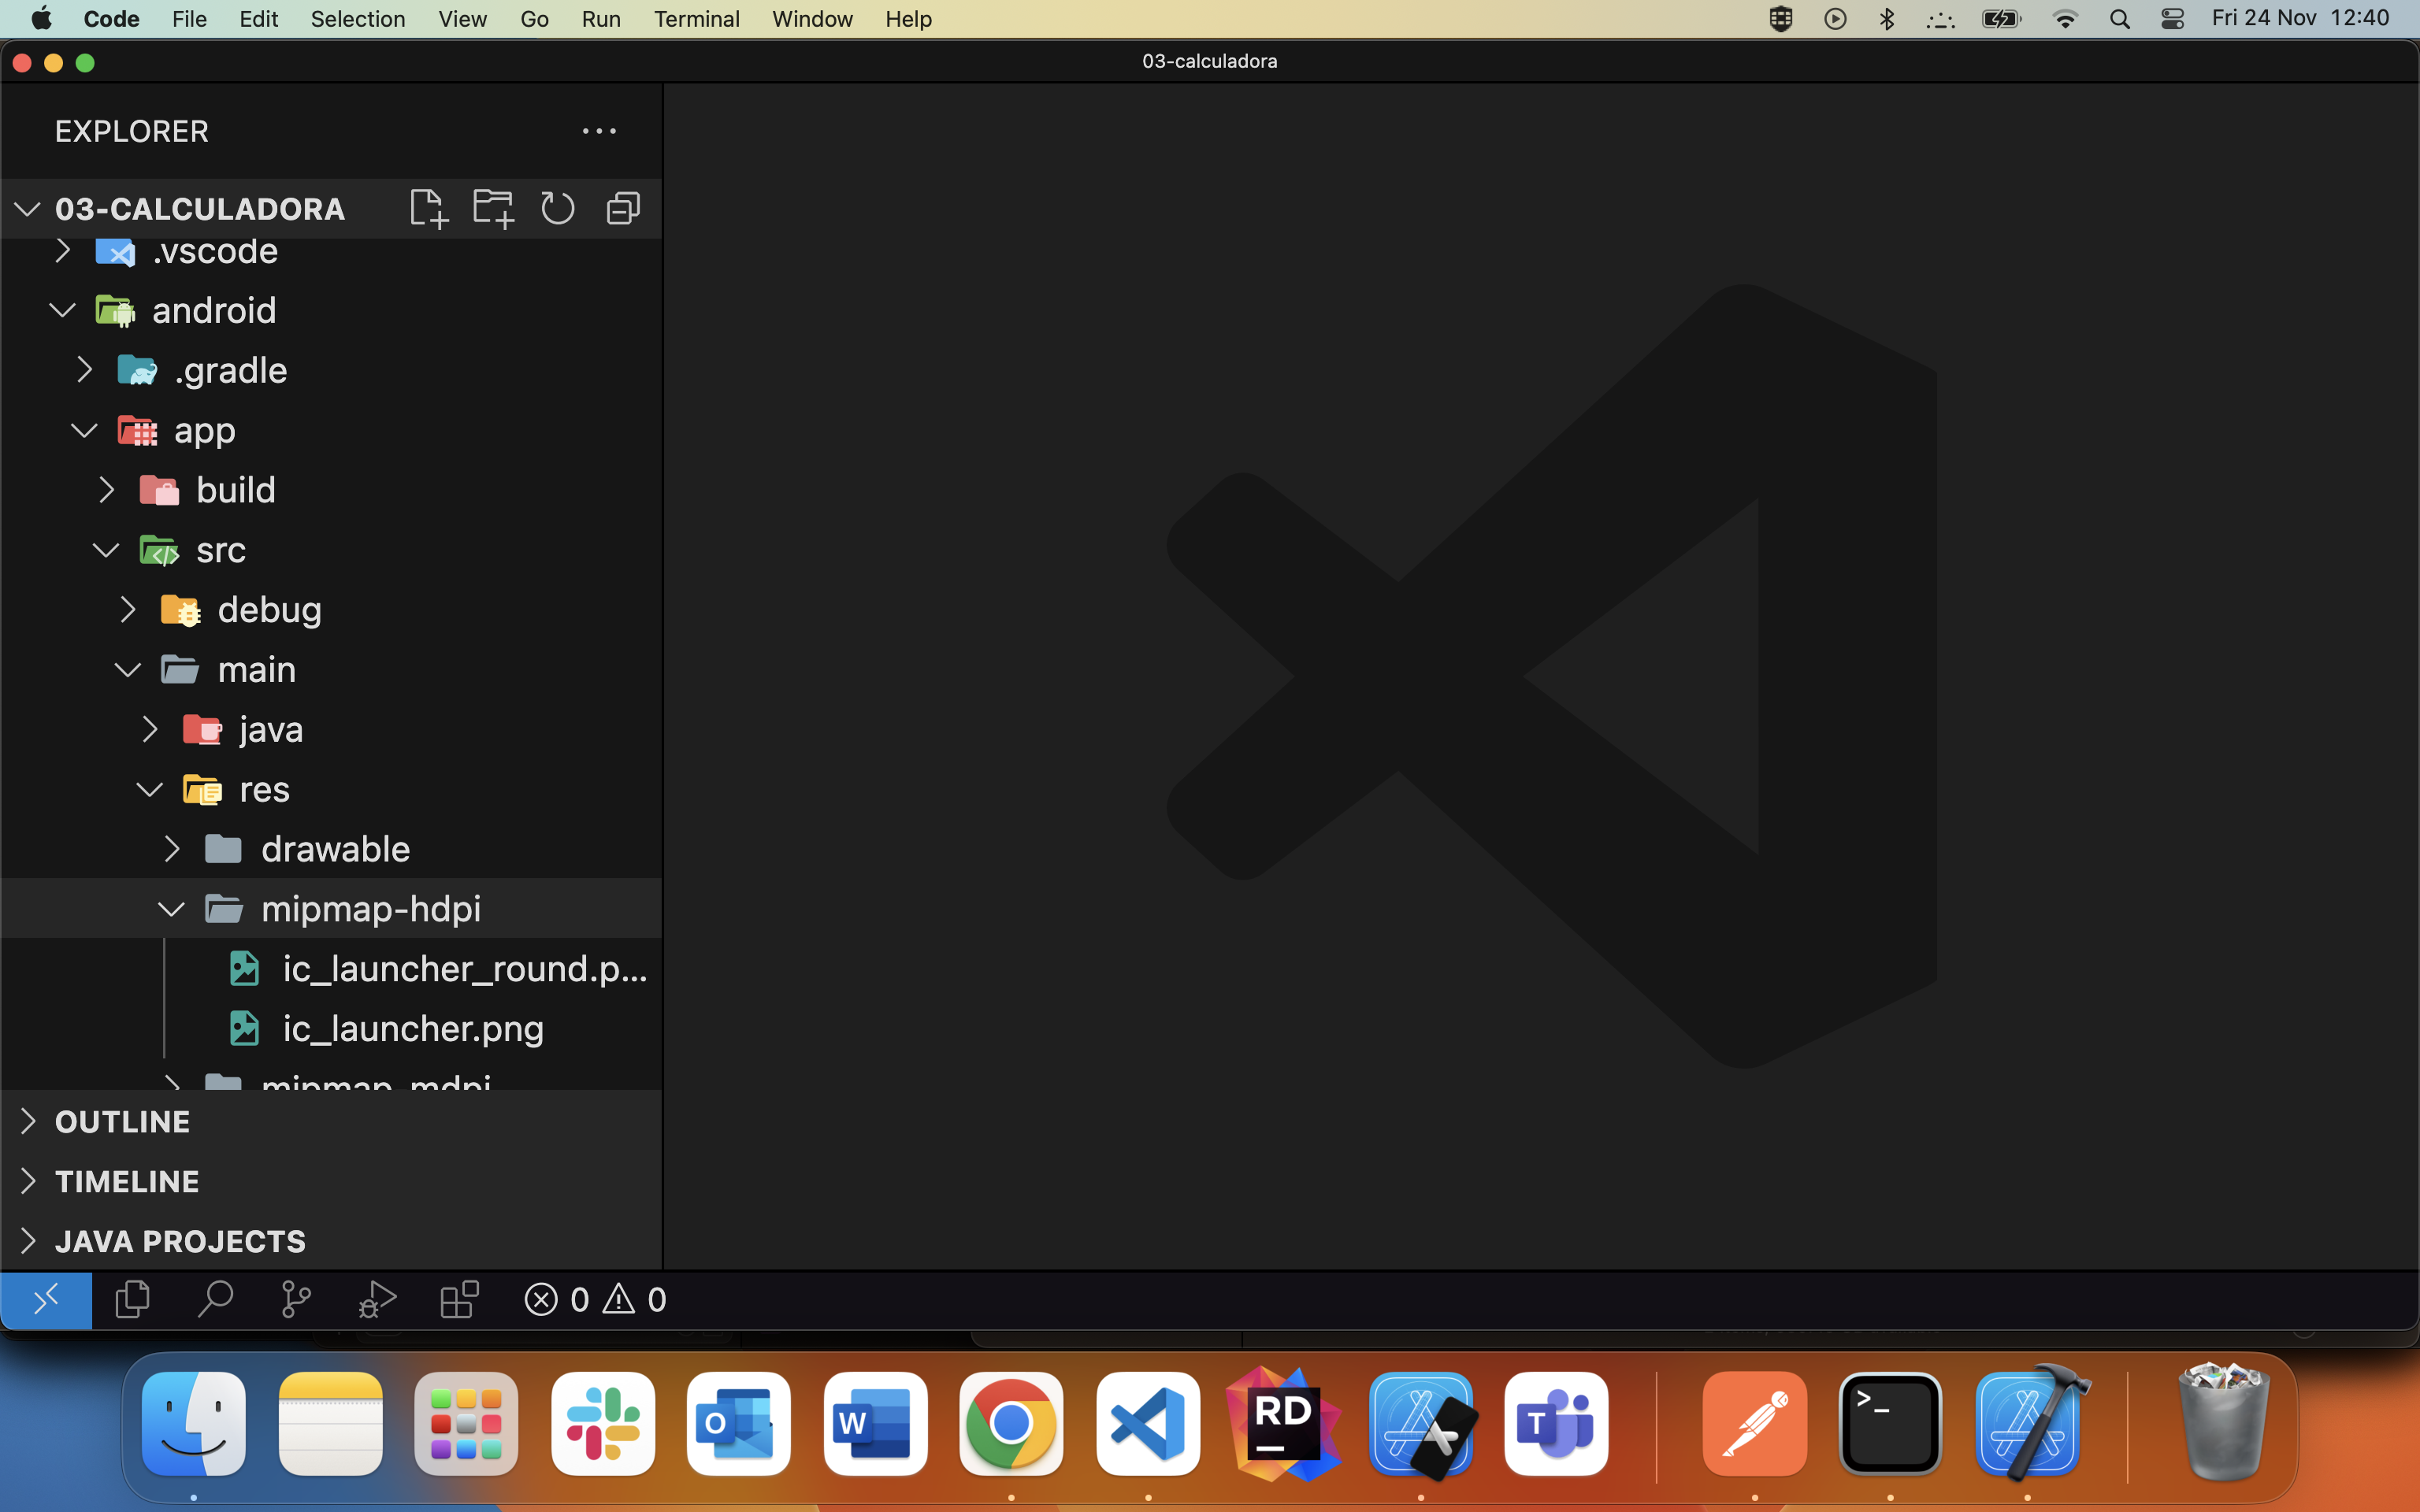 Code File Edit Selection View Go Run Terminal Window Help Fri 24 Nov 12:40
03-calculadora
EXPLORER
03-CALCULADORA
.vscode
android
.gradle
app
build
src
debug
main
java
res
drawable
mipmap-hdpi
ic_launcher_round.p...
ic_launcher.png
mipmap-mdpi
OUTLINE
TIMELINE
JAVA PROJECTS
0 0
O W RD T >_